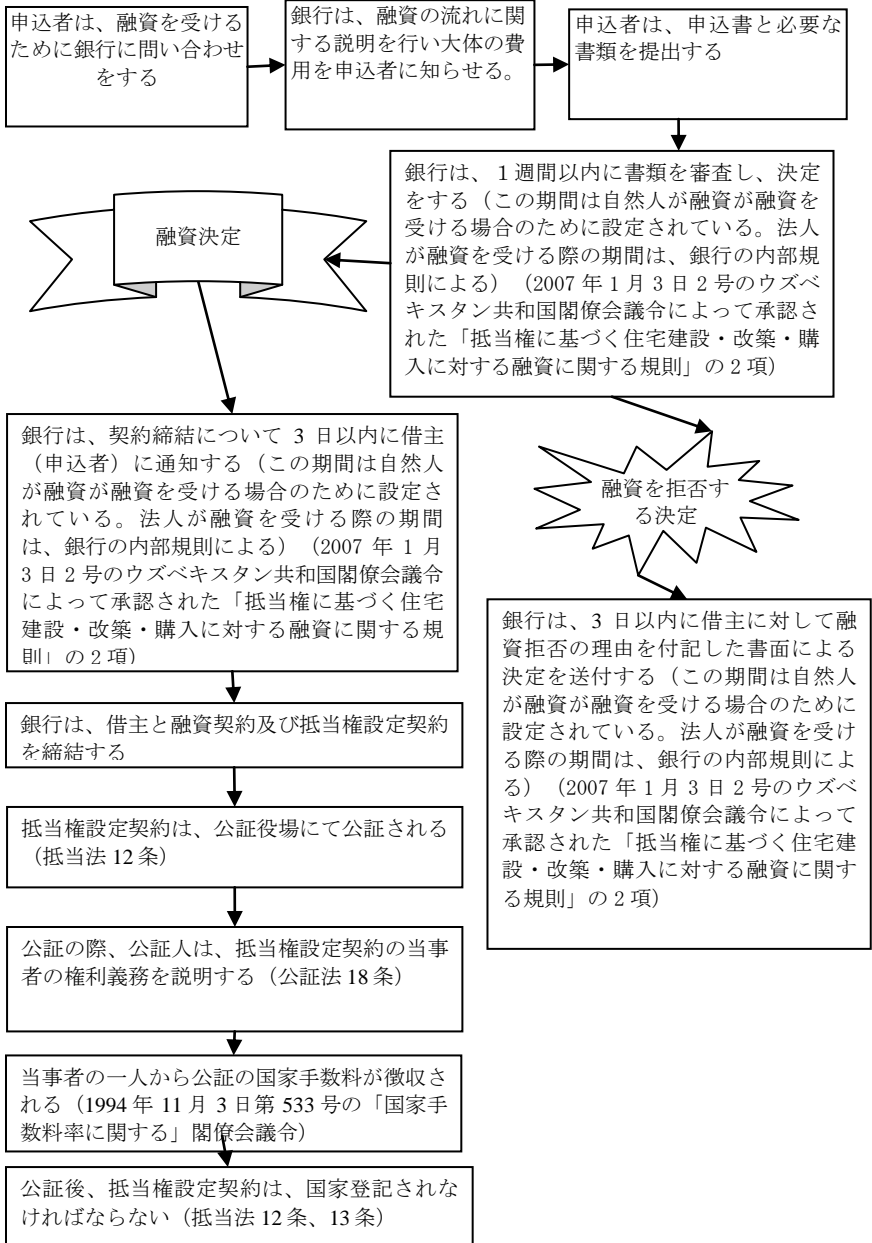 申込者は、融資を受ける
ために銀行に問い合わせ
をする
銀行は、融資の流れに関
する説明を行い大体の費
用を申込者に知らせる。
申込者は、申込書と必要な
書類を提出する
銀行は、１週間以内に書類を審査し、決定
をする（この期間は自然人が融資が融資を
受ける場合のために設定されている。法人
が融資を受ける際の期間は、銀行の内部規
則による）（2007 年 1 月 3 日 2 号のウズベ
キスタン共和国閣僚会議令によって承認さ
れた「抵当権に基づく住宅建設・改築・購
入に対する融資に関する規則」の 2 項）
融資決定
銀行は、契約締結について 3 日以内に借主
（申込者）に通知する（この期間は自然人
が融資が融資を受ける場合のために設定さ
れている。法人が融資を受ける際の期間
は、銀行の内部規則による）（2007 年 1 月
3 日 2 号のウズベキスタン共和国閣僚会議令
によって承認された「抵当権に基づく住宅
建設・改築・購入に対する融資に関する規
則」の 2 項）
融資を拒否す
る決定
銀行は、3 日以内に借主に対して融
資拒否の理由を付記した書面による
決定を送付する（この期間は自然人
が融資が融資を受ける場合のために
設定されている。法人が融資を受け
る際の期間は、銀行の内部規則によ
る）（2007 年 1 月 3 日 2 号のウズベ
キスタン共和国閣僚会議令によって
承認された「抵当権に基づく住宅建
設・改築・購入に対する融資に関す
る規則」の 2 項）
銀行は、借主と融資契約及び抵当権設定契約
を締結する
抵当権設定契約は、公証役場にて公証される
（抵当法 12 条）
公証の際、公証人は、抵当権設定契約の当事
者の権利義務を説明する（公証法 18 条）
当事者の一人から公証の国家手数料が徴収さ
れる（1994 年 11 月 3 日第 533 号の「国家手
数料率に関する」閣僚会議令）
公証後、抵当権設定契約は、国家登記されな
ければならない（抵当法 12 条、13 条）